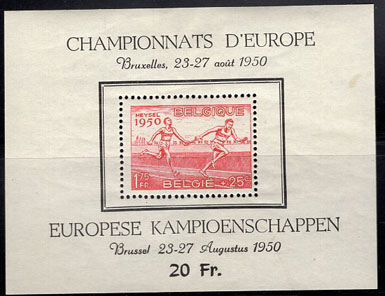 CHAMPIONNATS D'EUROPE
Bruxelles, 23-27 août 1950
HEYSEL BELGIQUE
1950
1.75 FR. BELGIË +25c
EUROPESE KAMPIOENSCHAPPEN
Brussel 23-27 Augustus 1950
20 Fr.